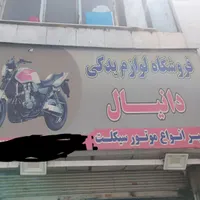 فروشگاه لوازم یدکی
دانیال
انواع موتور سیکلت